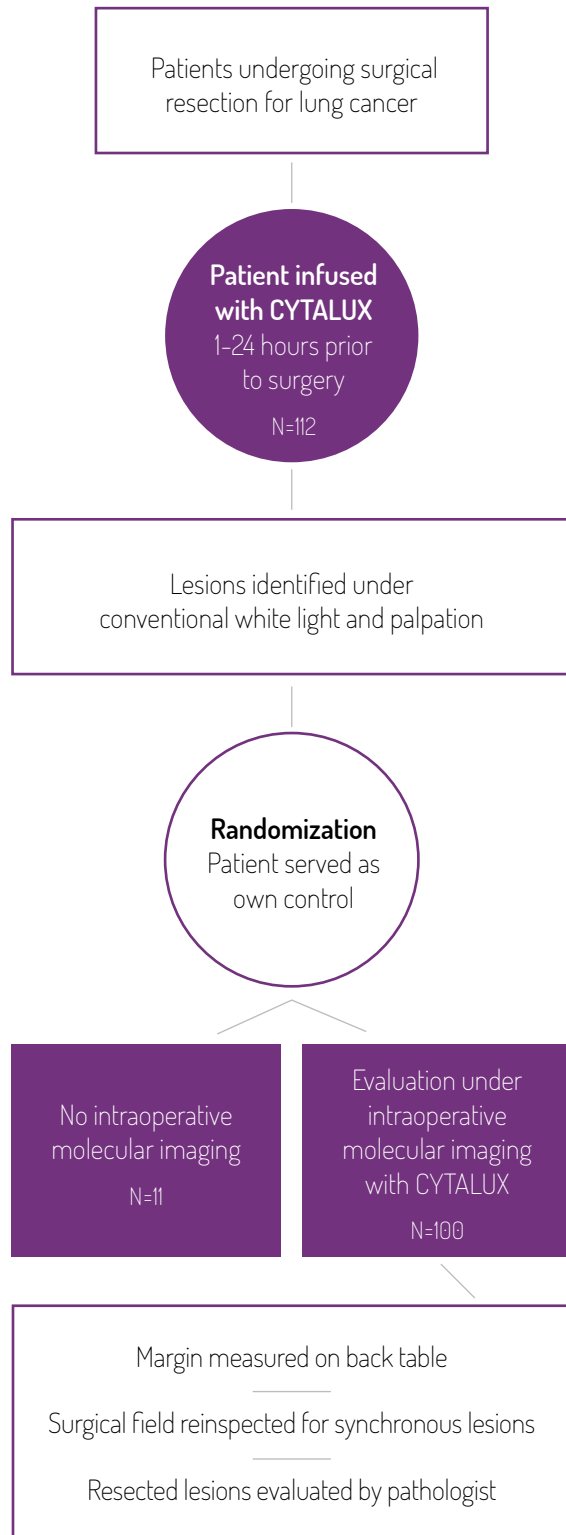 Patients undergoing surgical
resection for lung cancer
Patient infused
with CYTALUX
1-24 hours prior
to surgery
N=112
Lesions identified under
conventional white light and palpation
Randomization
Patient served as
own control
No intraoperative
molecular imaging
N=11
Evaluation under
intraoperative
molecular imaging
with CYTALUX
N=100
Margin measured on back table
Surgical field reinspected for synchronous lesions
Resected lesions evaluated by pathologist